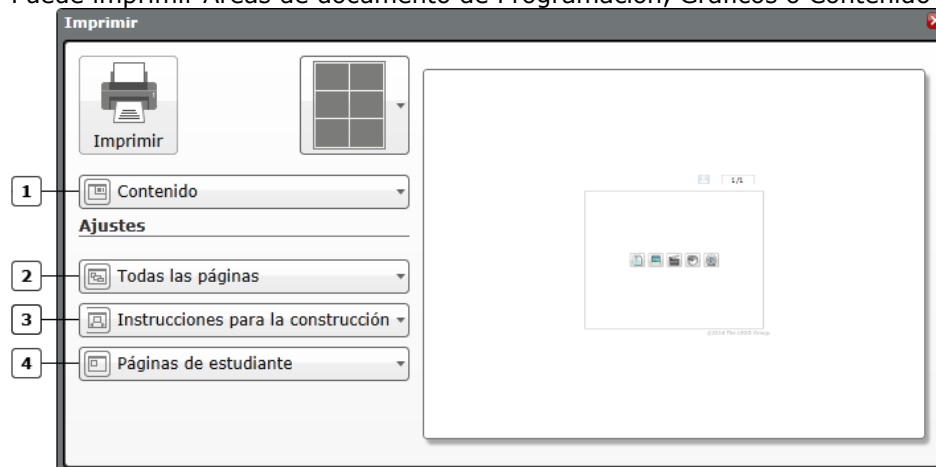 Puede imprimir Áreas de documento de Programación, Gráficos o Contenido
Imprimir
Imprimir
1
Contenido
1/1
Ajustes
2
Todas las páginas
3
Instrucciones para la construcción
4
Páginas de estudiante